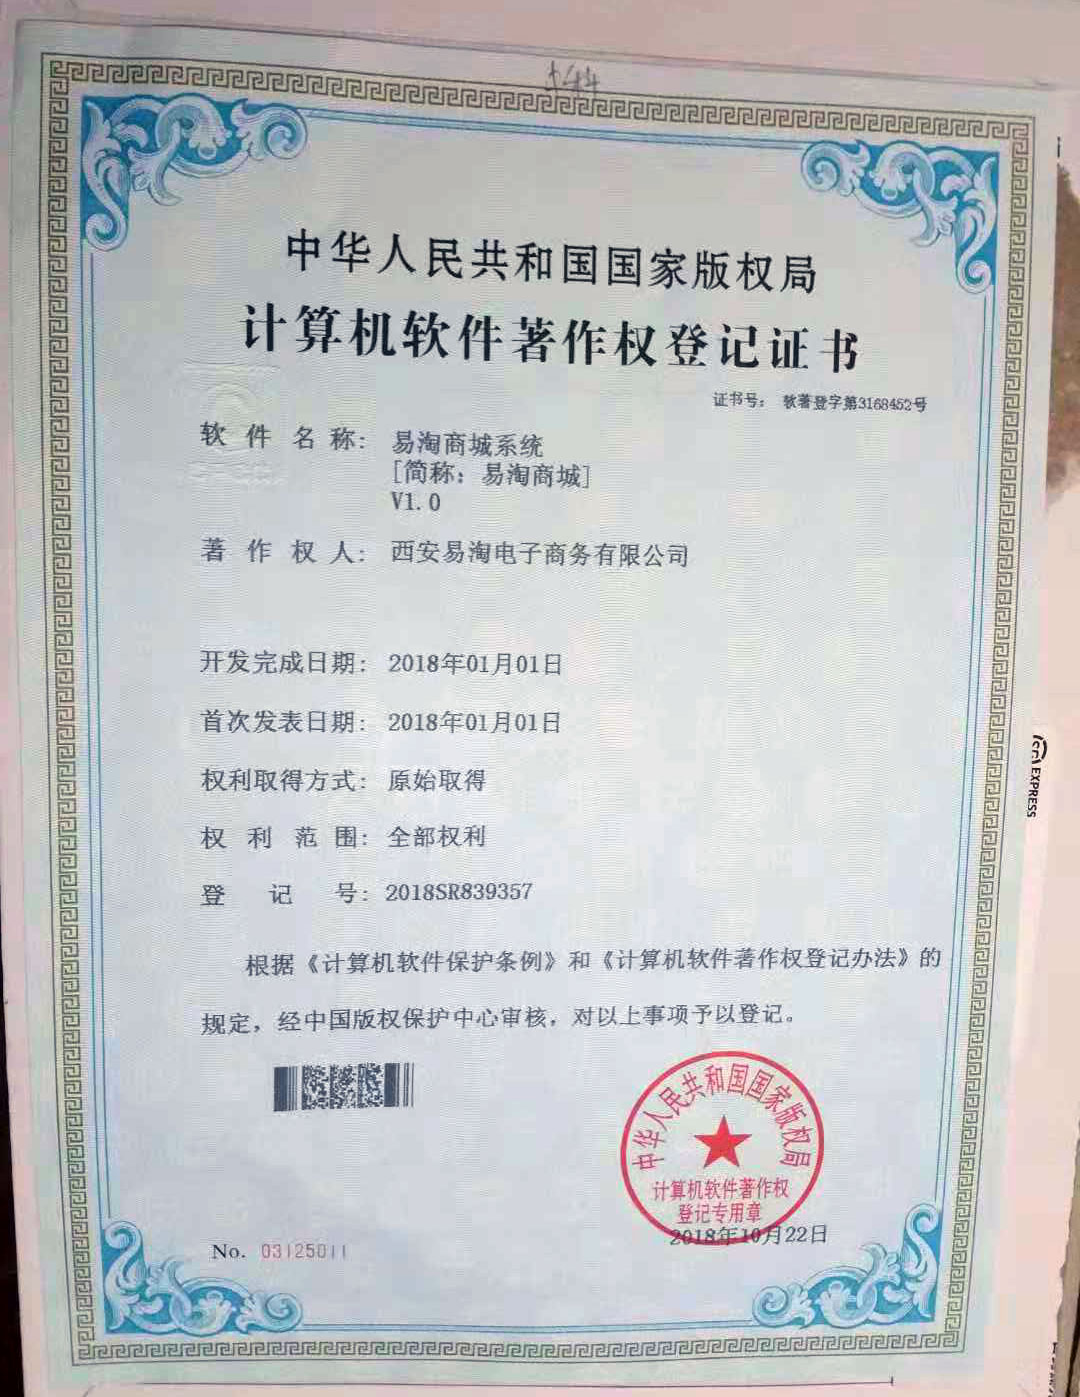 中华人民共和国国家版权局
计算机软件著作权登记证书
证书号： 软著登字第3168452号
软件名称： 易淘商城系统
[简称：易淘商城]
V1.0
著作权人： 西安易淘电子商务有限公司
开发完成日期： 2018年01月01日
首次发表日期： 2018年01月01日
权利取得方式： 原始取得
权利范围： 全部权利
登记号： 2018SR839357
根据《计算机软件保护条例》和《计算机软件著作权登记办法》的
规定，经中国版权保护中心审核，对以上事项予以登记。
中华人民共和国国家版权局
计算机软件著作权
登记专用章
2018年10月22日
No. 03125011
EXPRESS